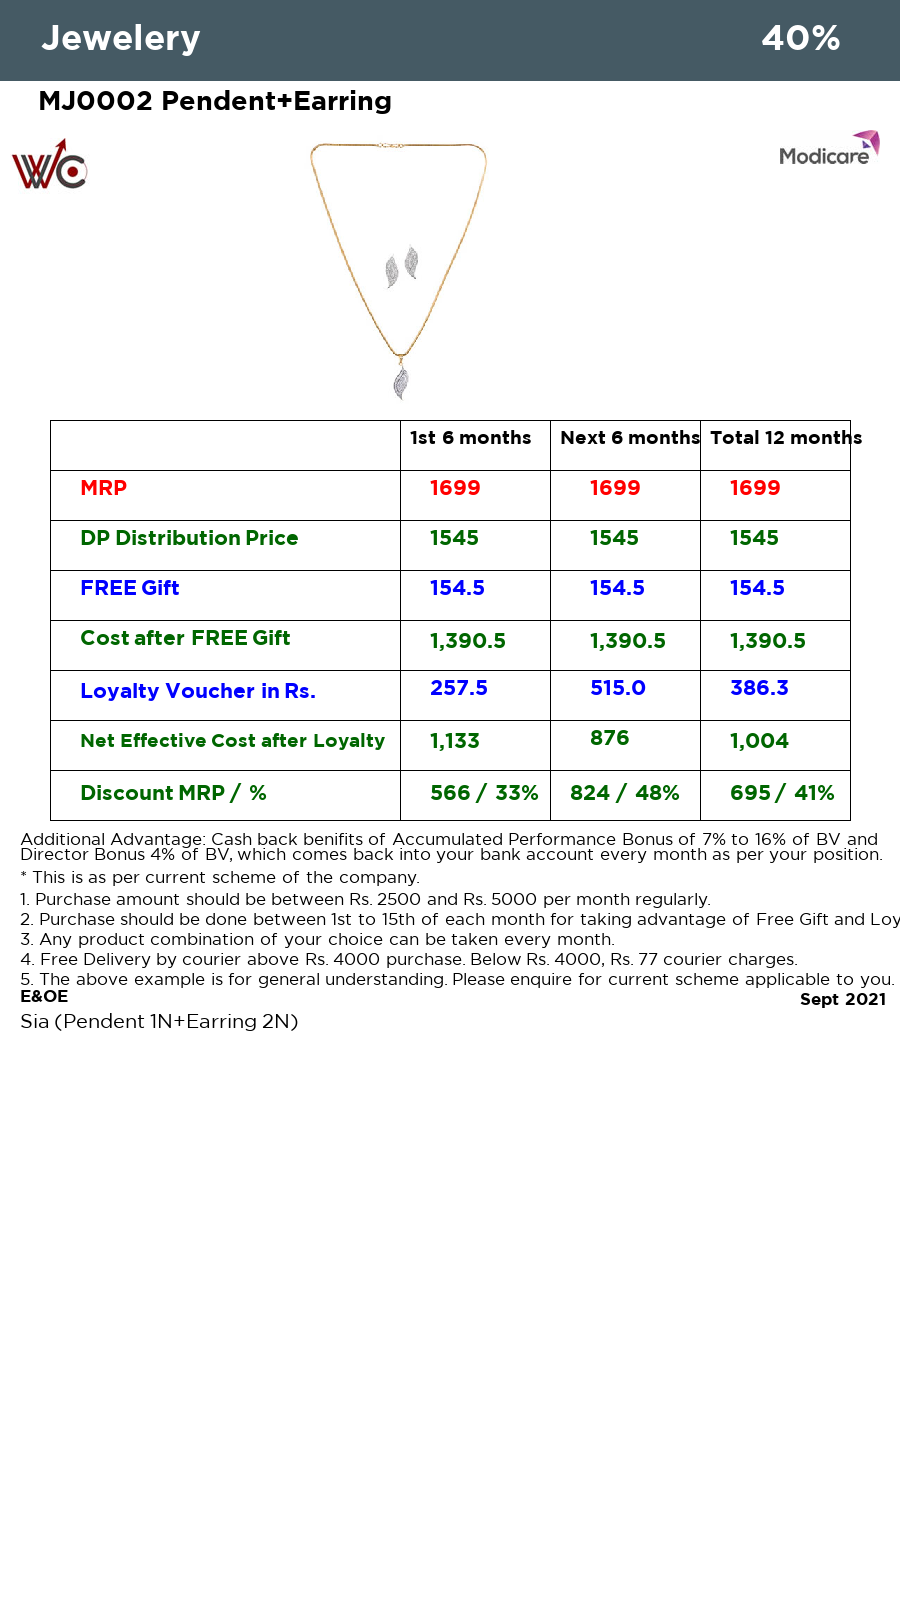 Jewelery 40%
MJ0002 Pendent+Earring
WC
Modicare
1st 6 months Next 6 months Total 12 months
MRP 1699 1699 1699
DP Distribution Price 1545 1545 1545
FREE Gift 154.5 154.5 154.5
Cost after FREE Gift 1,390.5 1,390.5 1,390.5
Loyalty Voucher in Rs. 257.5 515.0 386.3
Net Effective Cost after Loyalty 1,133 876 1,004
Discount MRP / % 566 / 33% 824 / 48% 695 / 41%
Additional Advantage: Cash back benifits of Accumulated Performance Bonus of 7% to 16% of BV and
Director Bonus 4% of BV, which comes back into your bank account every month as per your position.
* This is as per current scheme of the company.
1. Purchase amount should be between Rs. 2500 and Rs. 5000 per month regularly.
2. Purchase should be done between 1st to 15th of each month for taking advantage of Free Gift and Loy
3. Any product combination of your choice can be taken every month.
4. Free Delivery by courier above Rs. 4000 purchase. Below Rs. 4000, Rs. 77 courier charges.
5. The above example is for general understanding. Please enquire for current scheme applicable to you.
E&OE
Sept 2021
Sia (Pendent 1N+Earring 2N)